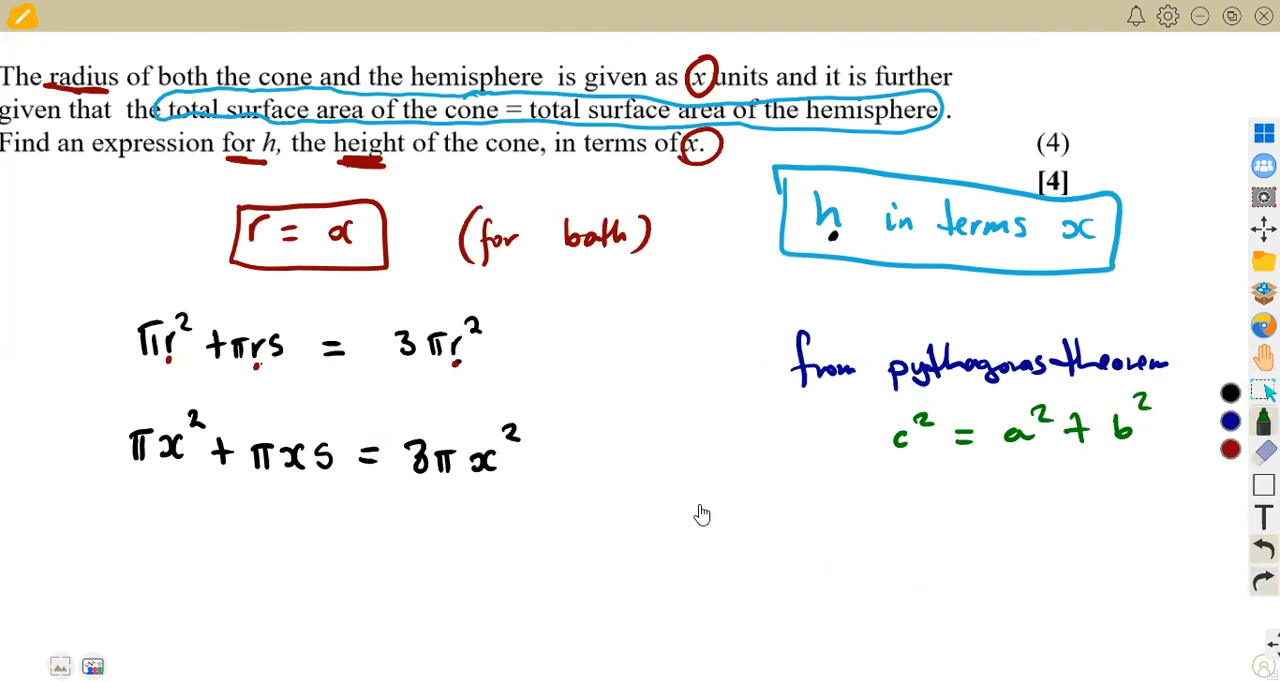 The radius of both the cone and the hemisphere is given as x units and it is further
given that the total surface area of the cone = total surface area of the hemisphere.
Find an expression for h, the height of the cone, in terms of x. (4)
[4]
r = x (for both)
h in terms x
πr² + πrs = 3πr²
from pythagoras theorem
c² = a² + b²
πx² + πxs = 3πx²
T